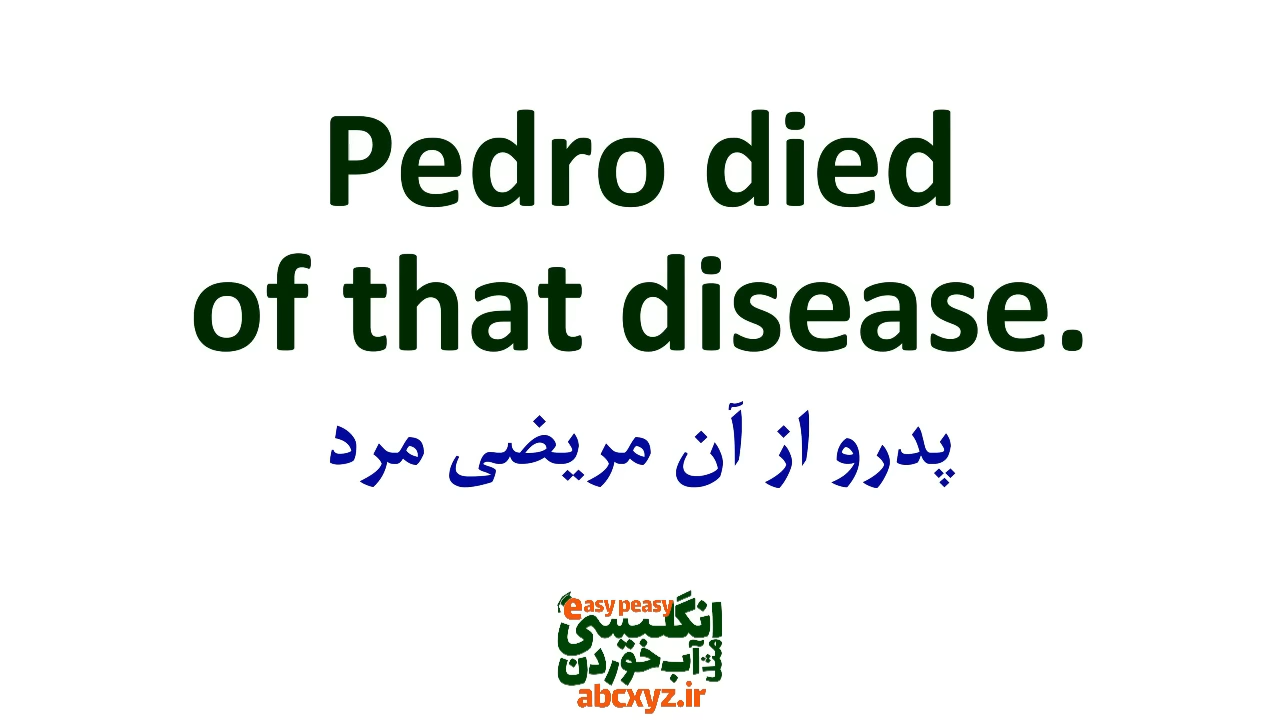 Pedro died
of that disease.
پدرو از آن مریضی مرد
easy peasy
انگلیسی
مثل آب خوردن
abcxyz.ir